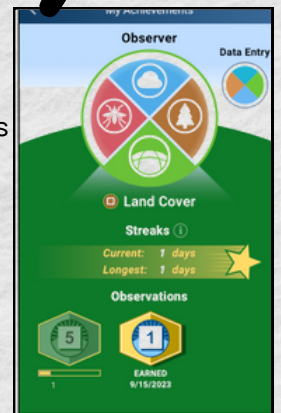 My Achievements
Observer
Data Entry
s
Land Cover
Streaks i
Current: 1 days
Longest: 1 days
Observations
5
1
1
EARNED
9/15/2023